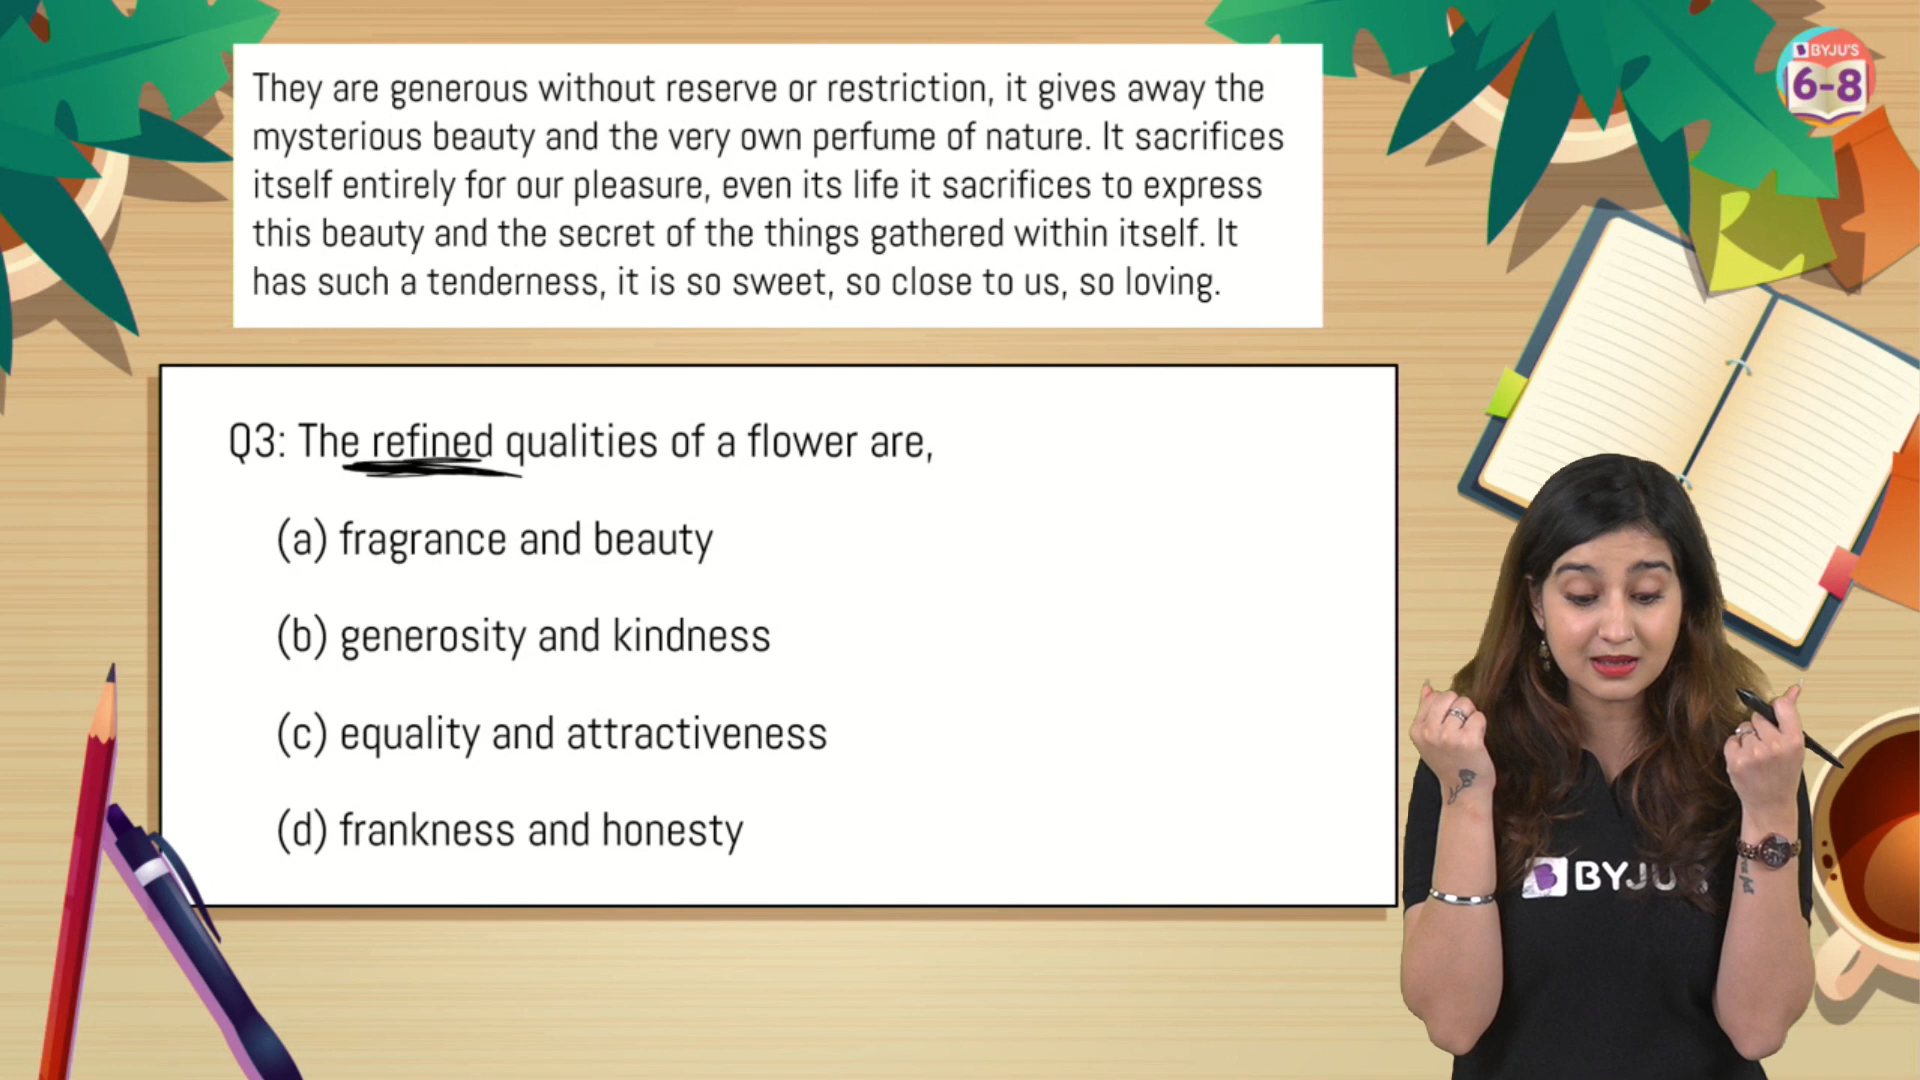 BYJU'S
6-8
They are generous without reserve or restriction, it gives away the
mysterious beauty and the very own perfume of nature. It sacrifices
itself entirely for our pleasure, even its life it sacrifices to express
this beauty and the secret of the things gathered within itself. It
has such a tenderness, it is so sweet, so close to us, so loving.
Q3: The refined qualities of a flower are,
(a) fragrance and beauty
(b) generosity and kindness
(c) equality and attractiveness
(d) frankness and honesty
BYJU'S